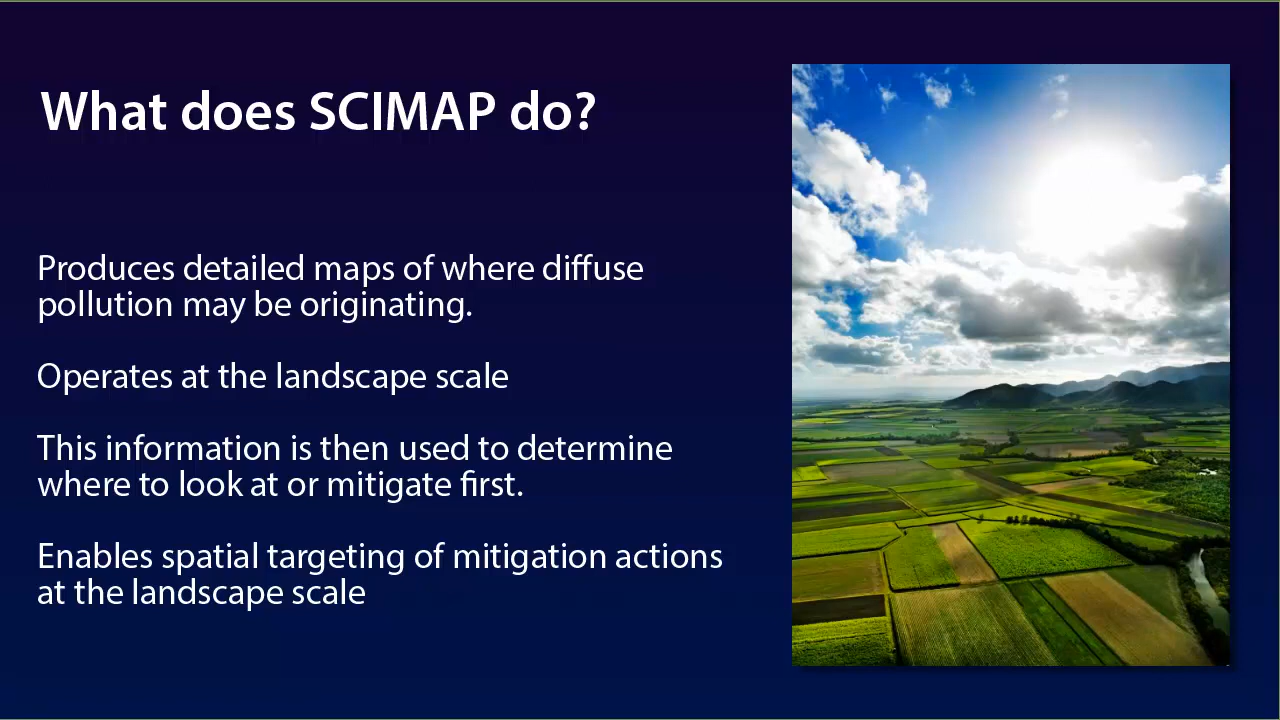 What does SCIMAP do?
Produces detailed maps of where diffuse
pollution may be originating.
Operates at the landscape scale
This information is then used to determine
where to look at or mitigate first.
Enables spatial targeting of mitigation actions
at the landscape scale